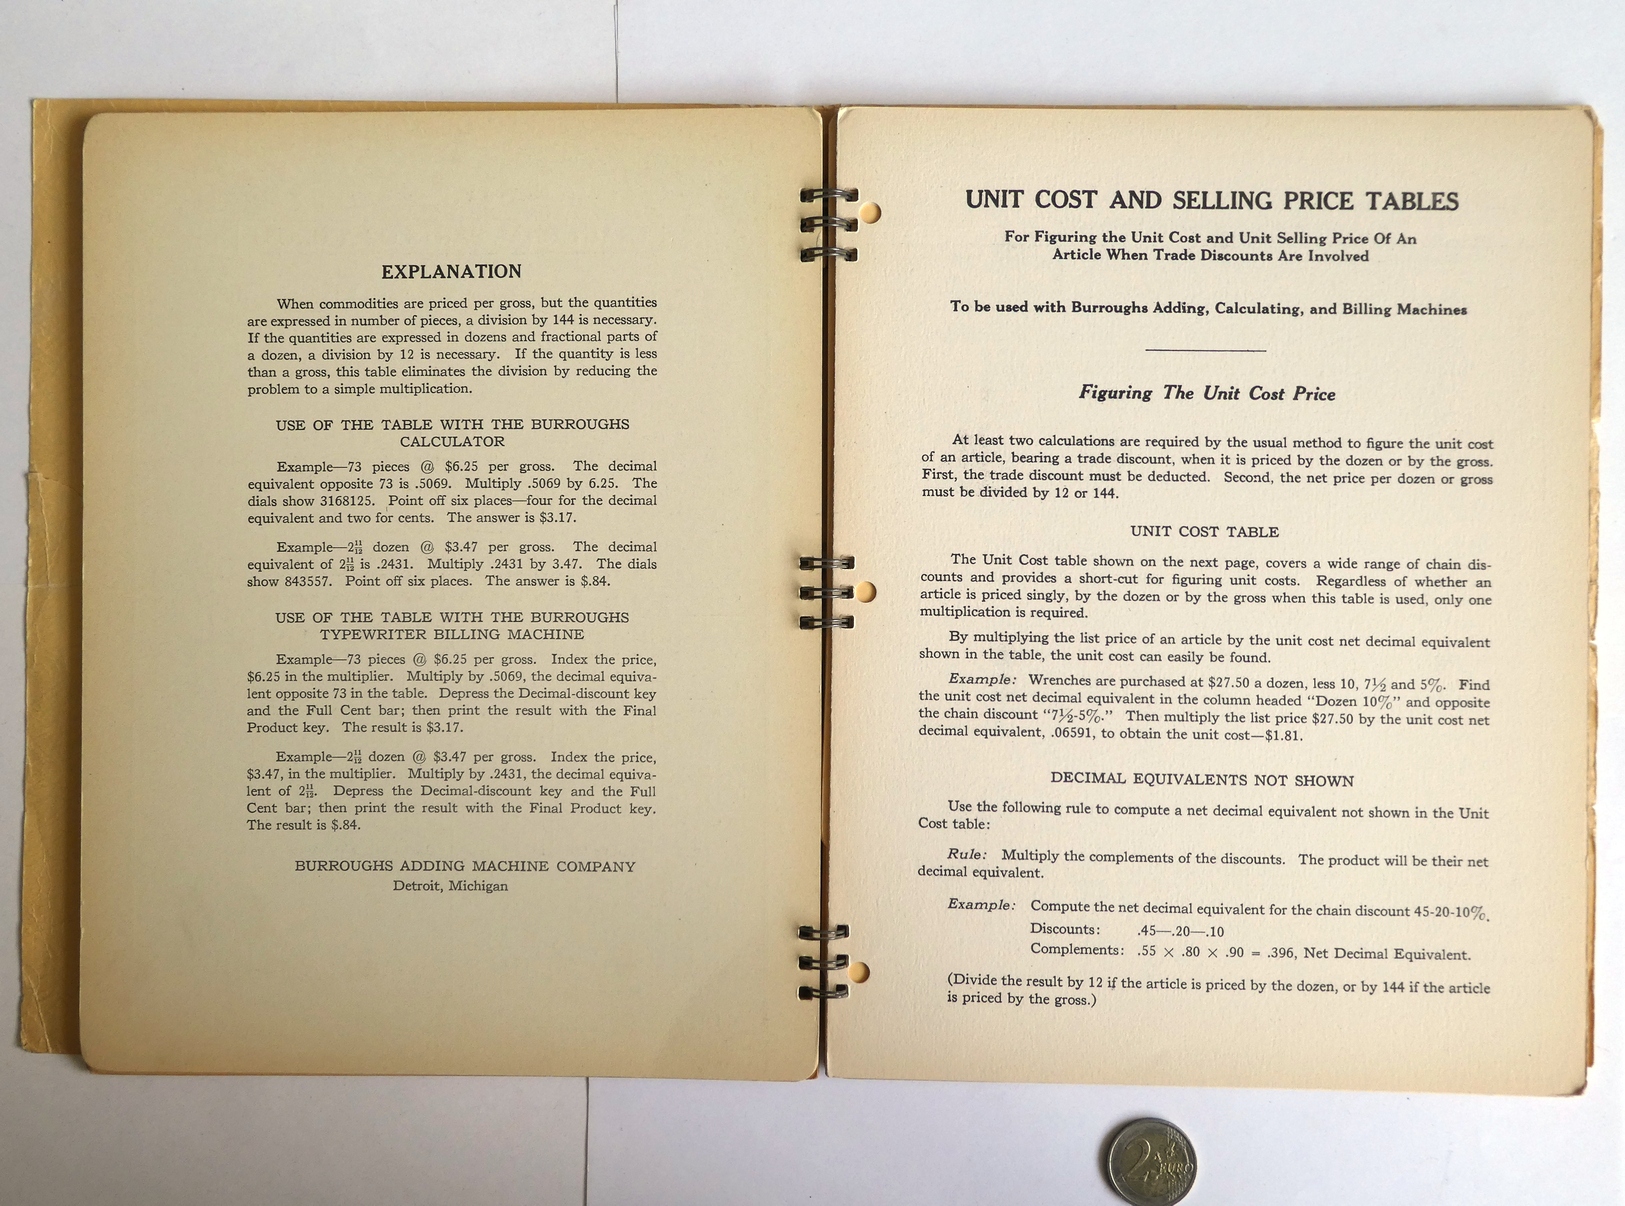 EXPLANATION
When commodities are priced per gross, but the quantities
are expressed in number of pieces, a division by 144 is necessary.
If the quantities are expressed in dozens and fractional parts of
a dozen, a division by 12 is necessary. If the quantity is less
than a gross, this table eliminates the division by reducing the
problem to a simple multiplication.
USE OF THE TABLE WITH THE BURROUGHS
CALCULATOR
Example—73 pieces @ $6.25 per gross. The decimal
equivalent opposite 73 is .5069. Multiply .5069 by 6.25. The
dials show 3168125. Point off six places—four for the decimal
equivalent and two for cents. The answer is $3.17.
Example—2 11/12 dozen @ $3.47 per gross. The decimal
equivalent of 2 11/12 is .2431. Multiply .2431 by 3.47. The dials
show 843557. Point off six places. The answer is $.84.
USE OF THE TABLE WITH THE BURROUGHS
TYPEWRITER BILLING MACHINE
Example—73 pieces @ $6.25 per gross. Index the price,
$6.25 in the multiplier. Multiply by .5069, the decimal equiva-
lent opposite 73 in the table. Depress the Decimal-discount key
and the Full Cent bar; then print the result with the Final
Product key. The result is $3.17.
Example—2 11/12 dozen @ $3.47 per gross. Index the price,
$3.47, in the multiplier. Multiply by .2431, the decimal equiva-
lent of 2 11/12. Depress the Decimal-discount key and the Full
Cent bar; then print the result with the Final Product key.
The result is $.84.
BURROUGHS ADDING MACHINE COMPANY
Detroit, Michigan
UNIT COST AND SELLING PRICE TABLES
For Figuring the Unit Cost and Unit Selling Price Of An
Article When Trade Discounts Are Involved
To be used with Burroughs Adding, Calculating, and Billing Machines
Figuring The Unit Cost Price
At least two calculations are required by the usual method to figure the unit cost
of an article, bearing a trade discount, when it is priced by the dozen or by the gross.
First, the trade discount must be deducted. Second, the net price per dozen or gross
must be divided by 12 or 144.
UNIT COST TABLE
The Unit Cost table shown on the next page, covers a wide range of chain dis-
counts and provides a short-cut for figuring unit costs. Regardless of whether an
article is priced singly, by the dozen or by the gross when this table is used, only one
multiplication is required.
By multiplying the list price of an article by the unit cost net decimal equivalent
shown in the table, the unit cost can easily be found.
Example: Wrenches are purchased at $27.50 a dozen, less 10, 7½ and 5%. Find
the unit cost net decimal equivalent in the column headed "Dozen 10%" and opposite
the chain discount "7½-5%." Then multiply the list price $27.50 by the unit cost net
decimal equivalent, .06591, to obtain the unit cost—$1.81.
DECIMAL EQUIVALENTS NOT SHOWN
Use the following rule to compute a net decimal equivalent not shown in the Unit
Cost table:
Rule: Multiply the complements of the discounts. The product will be their net
decimal equivalent.
Example: Compute the net decimal equivalent for the chain discount 45-20-10%.
Discounts: .45—.20—.10
Complements: .55 × .80 × .90 = .396, Net Decimal Equivalent.
(Divide the result by 12 if the article is priced by the dozen, or by 144 if the article
is priced by the gross.)
2 EURO